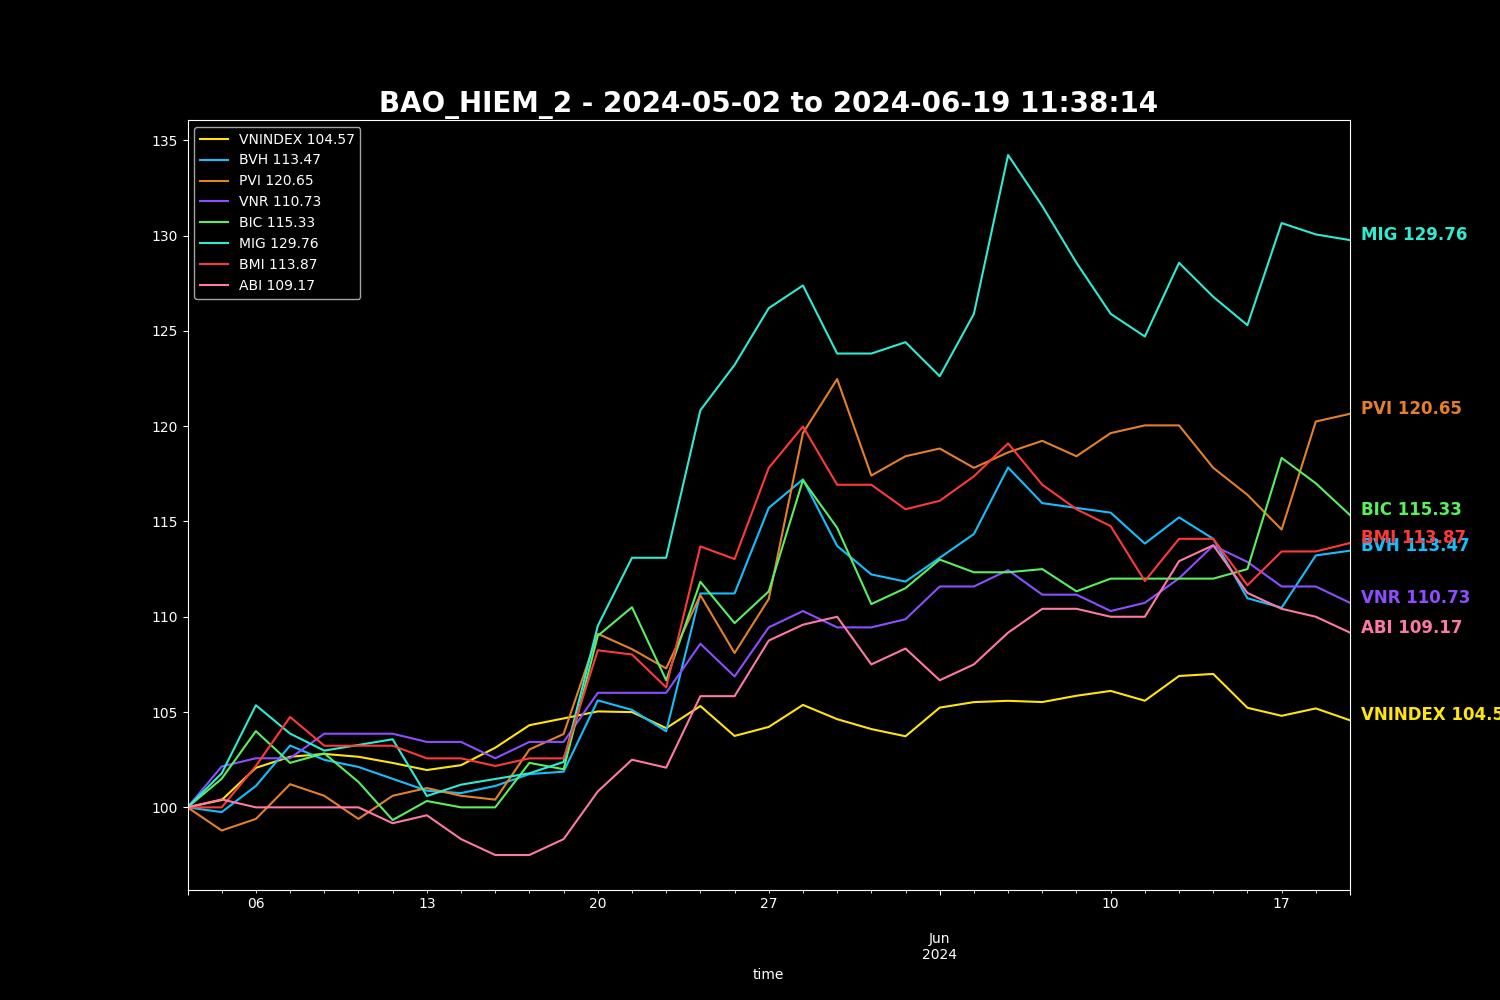 BAO_HIEM_2 - 2024-05-02 to 2024-06-19 11:38:14
VNINDEX 104.57
BVH 113.47
PVI 120.65
VNR 110.73
BIC 115.33
MIG 129.76
BMI 113.87
ABI 109.17
135
130
125
120
115
110
105
100
MIG 129.76
PVI 120.65
BIC 115.33
BMI 113.87
BVH 113.47
VNR 110.73
ABI 109.17
VNINDEX 104.5
06 13 20 27 10 17
Jun
2024
time